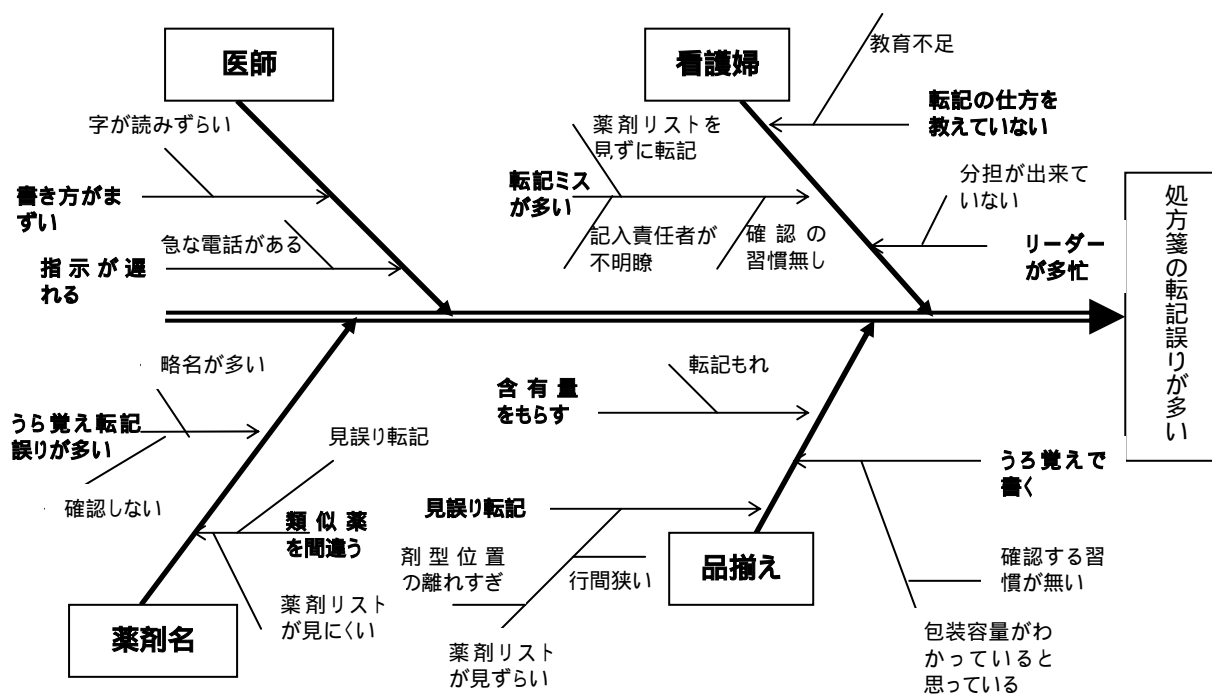 医師
字が読みずらい
書き方がま
ずい
急な電話がある
指示が遅
れる
看護婦
教育不足
転記の仕方を
教えていない
薬剤リストを
見ずに転記
転記ミス
が多い
記入責任者が
不明瞭
確認の
習慣無し
分担が出来て
いない
リーダー
が多忙
処方箋の転記誤りが多い
略名が多い
うら覚え転記
誤りが多い
確認しない
見誤り転記
類似薬
を間違う
薬剤リスト
が見にくい
薬剤名
転記もれ
含有量
をもらす
見誤り転記
剤型位置
の離れすぎ
行間狭い
薬剤リスト
が見ずらい
うろ覚えで
書く
確認する習
慣が無い
包装容量がわ
かっていると
思っている
品揃え